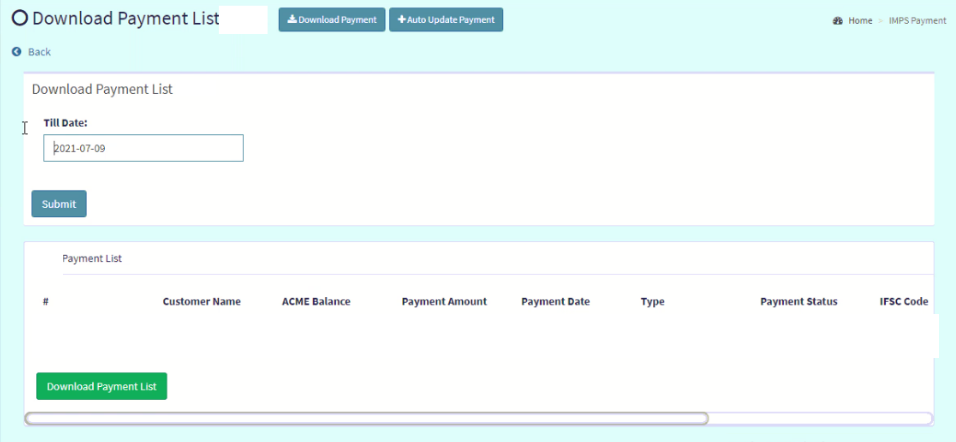 Download Payment List
Download Payment
Auto Update Payment
Home > IMPS Payment
Back
Download Payment List
Till Date:
2021-07-09
Submit
Payment List
# Customer Name ACME Balance Payment Amount Payment Date Type Payment Status IFSC Code
Download Payment List